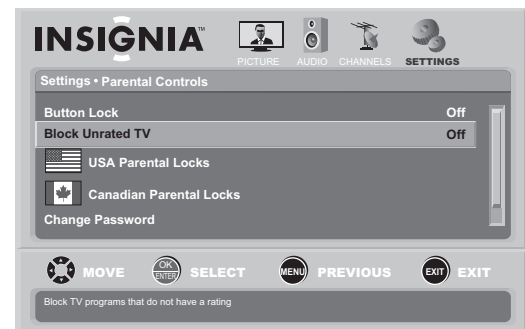 INSIGNIA™
PICTURE AUDIO CHANNELS SETTINGS
Settings • Parental Controls
Button Lock Off
Block Unrated TV Off
USA Parental Locks
Canadian Parental Locks
Change Password
MOVE OK ENTER SELECT MENU PREVIOUS EXIT EXIT
Block TV programs that do not have a rating